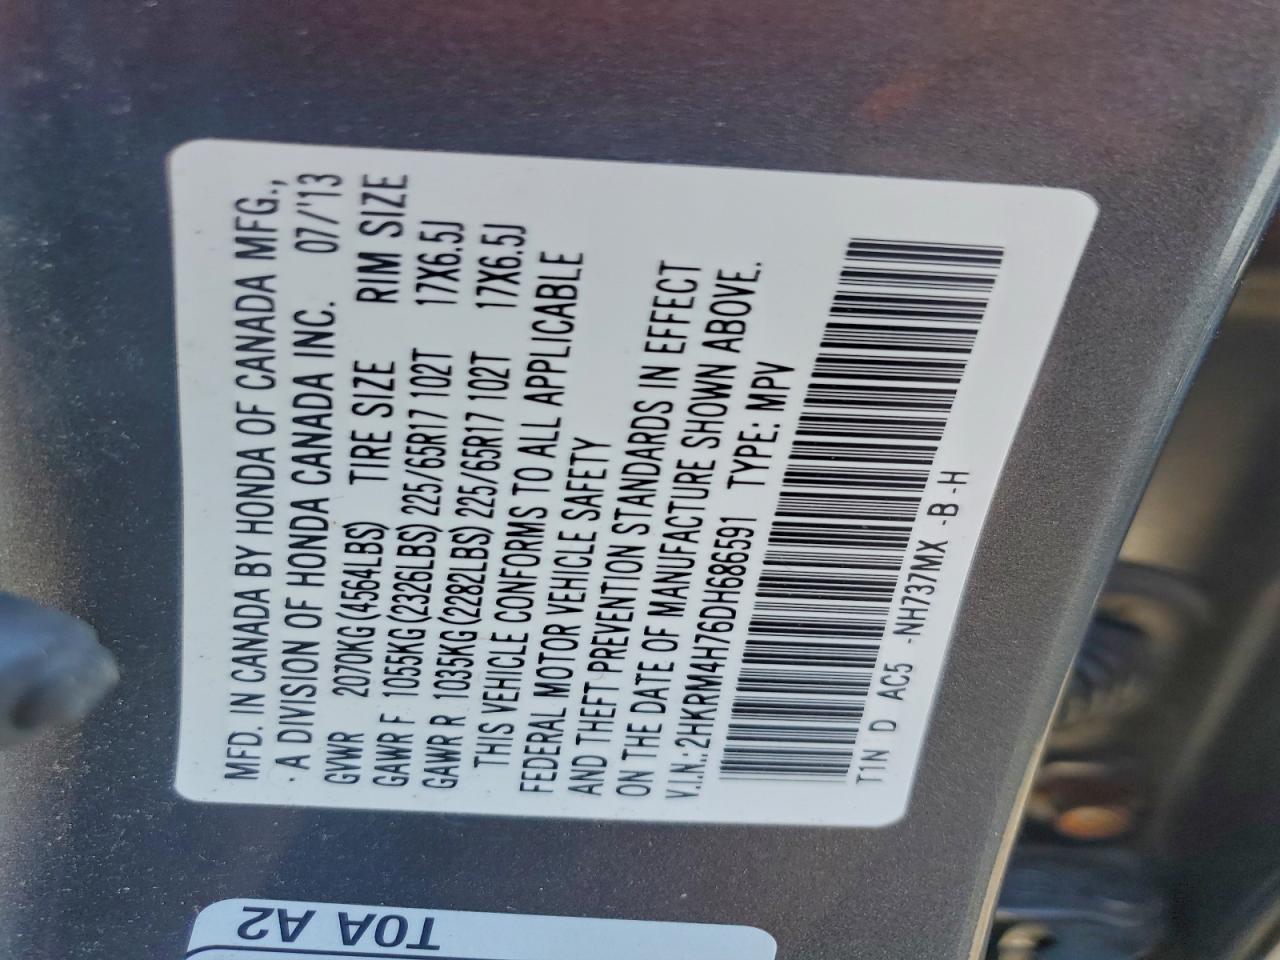 MFD. IN CANADA BY HONDA OF CANADA MFG.,
· A DIVISION OF HONDA CANADA INC. 07/'13
GVWR 2070KG(4564LBS) TIRE SIZE RIM SIZE
GAWR F 1055KG(2326LBS) 225/65R17 102T 17X6.5J
GAWR R 1035KG(2282LBS) 225/65R17 102T 17X6.5J
THIS VEHICLE CONFORMS TO ALL APPLICABLE
FEDERAL MOTOR VEHICLE SAFETY
AND THEFT PREVENTION STANDARDS IN EFFECT
ON THE DATE OF MANUFACTURE SHOWN ABOVE.
V.I.N.: 2HKRM4H76DH686591 TYPE: MPV
T1N D AC5 -NH737MX -B -H
T0A A2